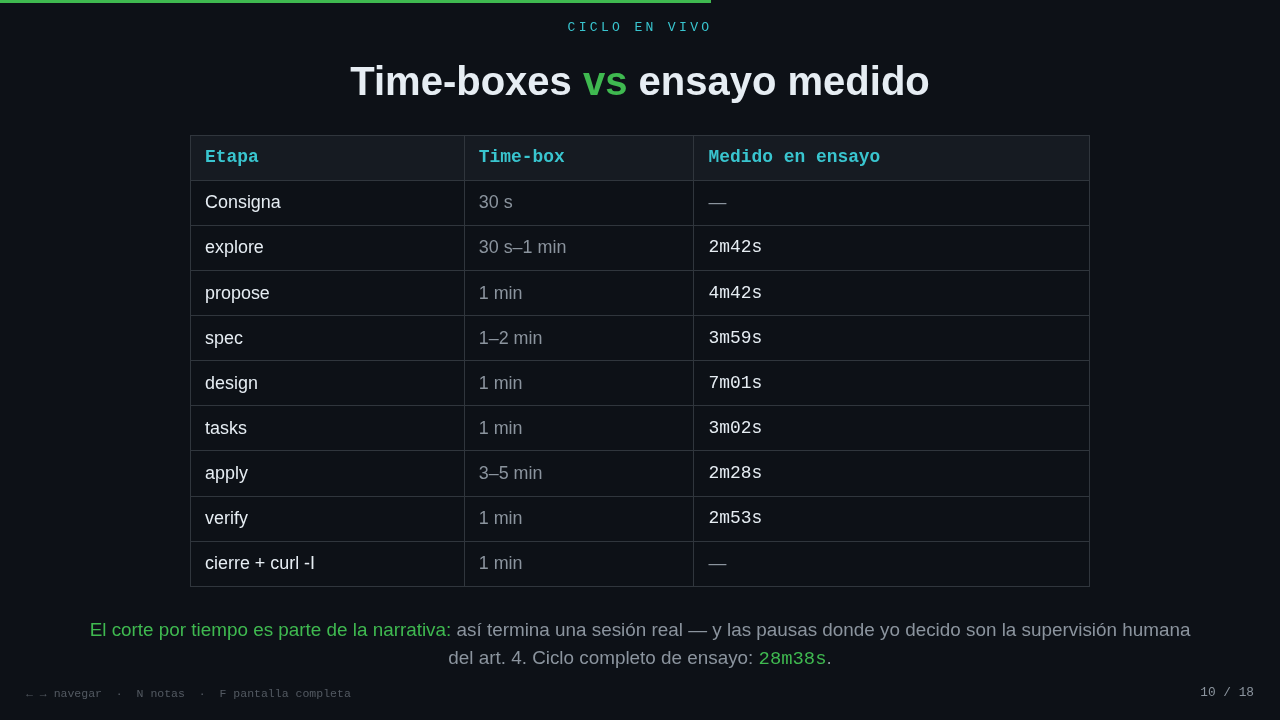 CICLO EN VIVO
Time-boxes vs ensayo medido
Etapa Time-box Medido en ensayo
Consigna 30 s —
explore 30 s–1 min 2m42s
propose 1 min 4m42s
spec 1–2 min 3m59s
design 1 min 7m01s
tasks 1 min 3m02s
apply 3–5 min 2m28s
verify 1 min 2m53s
cierre + curl -I 1 min —
El corte por tiempo es parte de la narrativa: así termina una sesión real — y las pausas donde yo decido son la supervisión humana
del art. 4. Ciclo completo de ensayo: 28m38s.
← → navegar · N notas · F pantalla completa
10 / 18